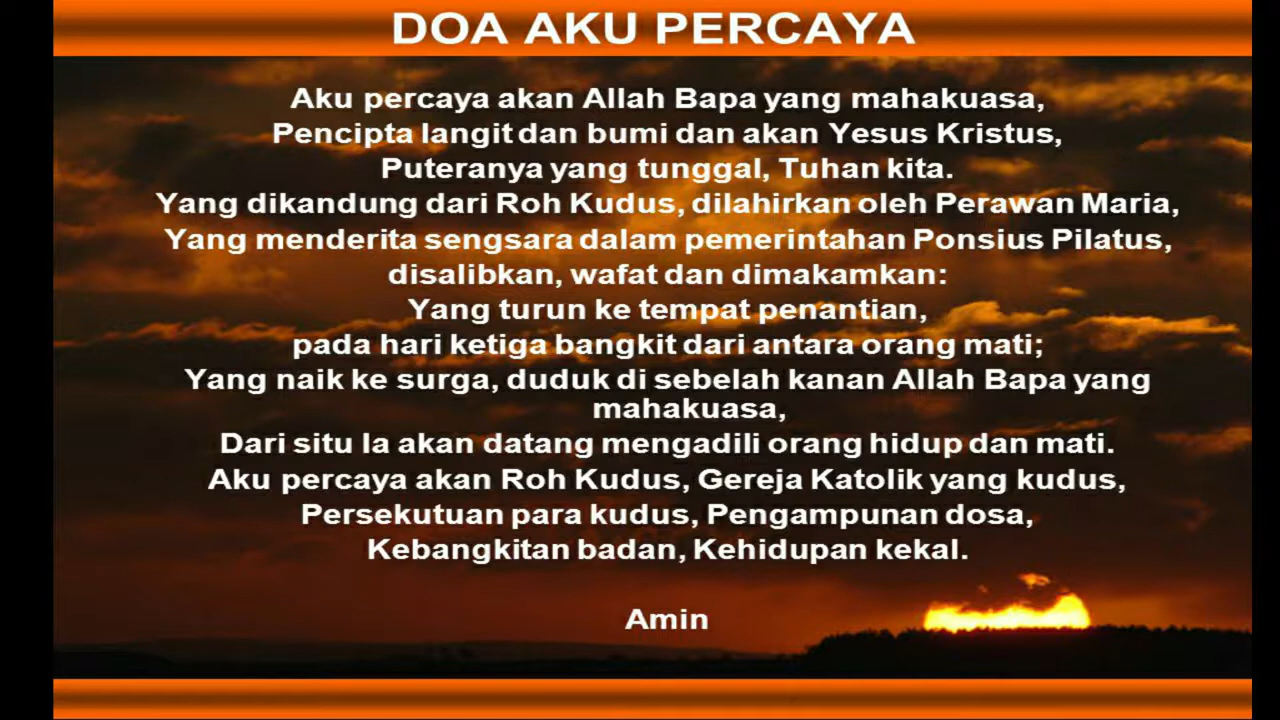 DOA AKU PERCAYA
Aku percaya akan Allah Bapa yang mahakuasa,
Pencipta langit dan bumi dan akan Yesus Kristus,
Puteranya yang tunggal, Tuhan kita.
Yang dikandung dari Roh Kudus, dilahirkan oleh Perawan Maria,
Yang menderita sengsara dalam pemerintahan Ponsius Pilatus,
disalibkan, wafat dan dimakamkan:
Yang turun ke tempat penantian,
pada hari ketiga bangkit dari antara orang mati;
Yang naik ke surga, duduk di sebelah kanan Allah Bapa yang
mahakuasa,
Dari situ Ia akan datang mengadili orang hidup dan mati.
Aku percaya akan Roh Kudus, Gereja Katolik yang kudus,
Persekutuan para kudus, Pengampunan dosa,
Kebangkitan badan, Kehidupan kekal.
Amin